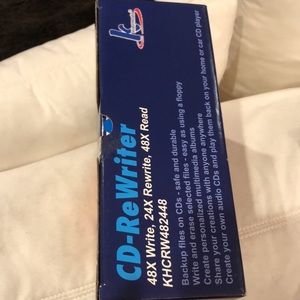 CD-ReWriter
48X Write, 24X Rewrite, 48X Read
KHCRW482448
Backup files on CDs - safe and durable
Write and erase selected files - easy as using a floppy
Create personalized multimedia albums
Share your creations with anyone anywhere
Create your own audio CDs and play them back on your home or car CD player